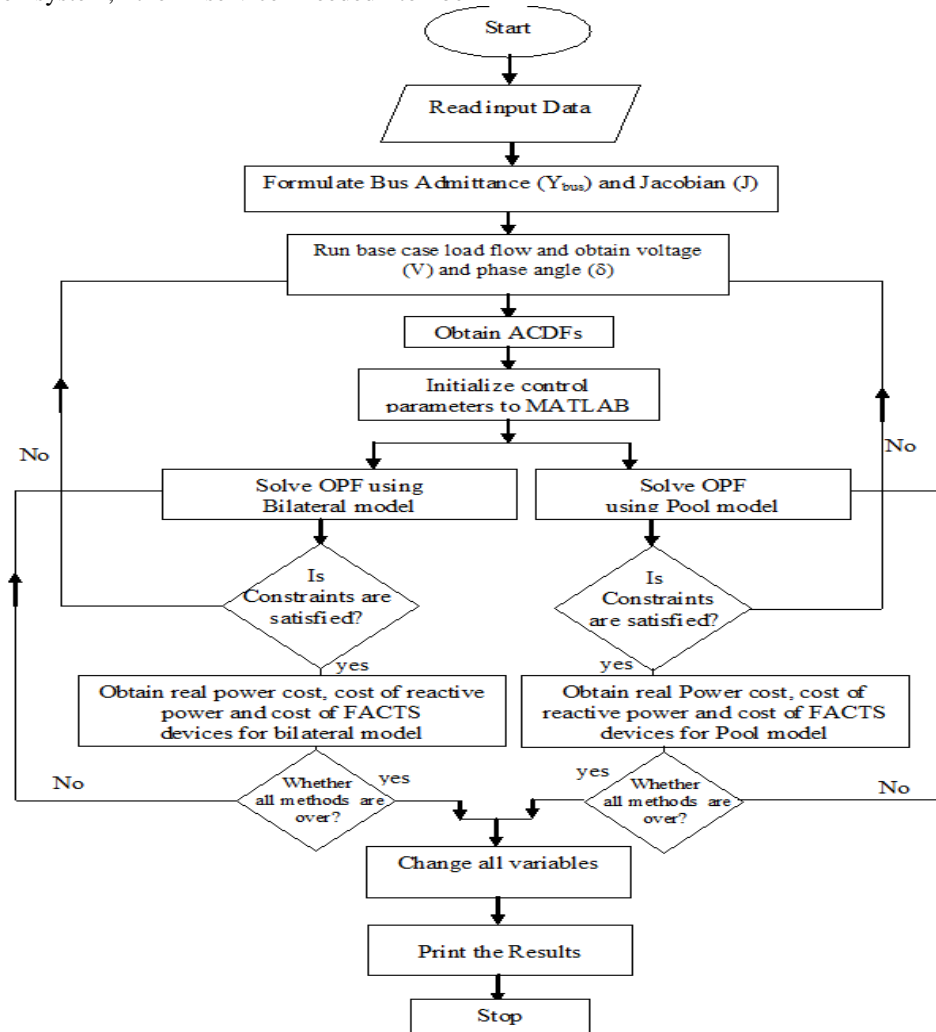 Start
Read input Data
Formulate Bus Admittance (Ybus) and Jacobian (J)
Run base case load flow and obtain voltage
(V) and phase angle (δ)
Obtain ACDFs
Initialize control
parameters to MATLAB
No
No
Solve OPF using
Bilateral model
Solve OPF
using Pool model
Is
Constraints are
satisfied?
Is
Constraints
are satisfied?
yes
yes
Obtain real power cost, cost of reactive
power and cost of FACTS
devices for bilateral model
Obtain real Power cost, cost of
reactive power and cost of FACTS
devices for Pool model
No
Whether
all methods are
over?
yes
yes
Whether
all methods are
over?
No
Change all variables
Print the Results
Stop